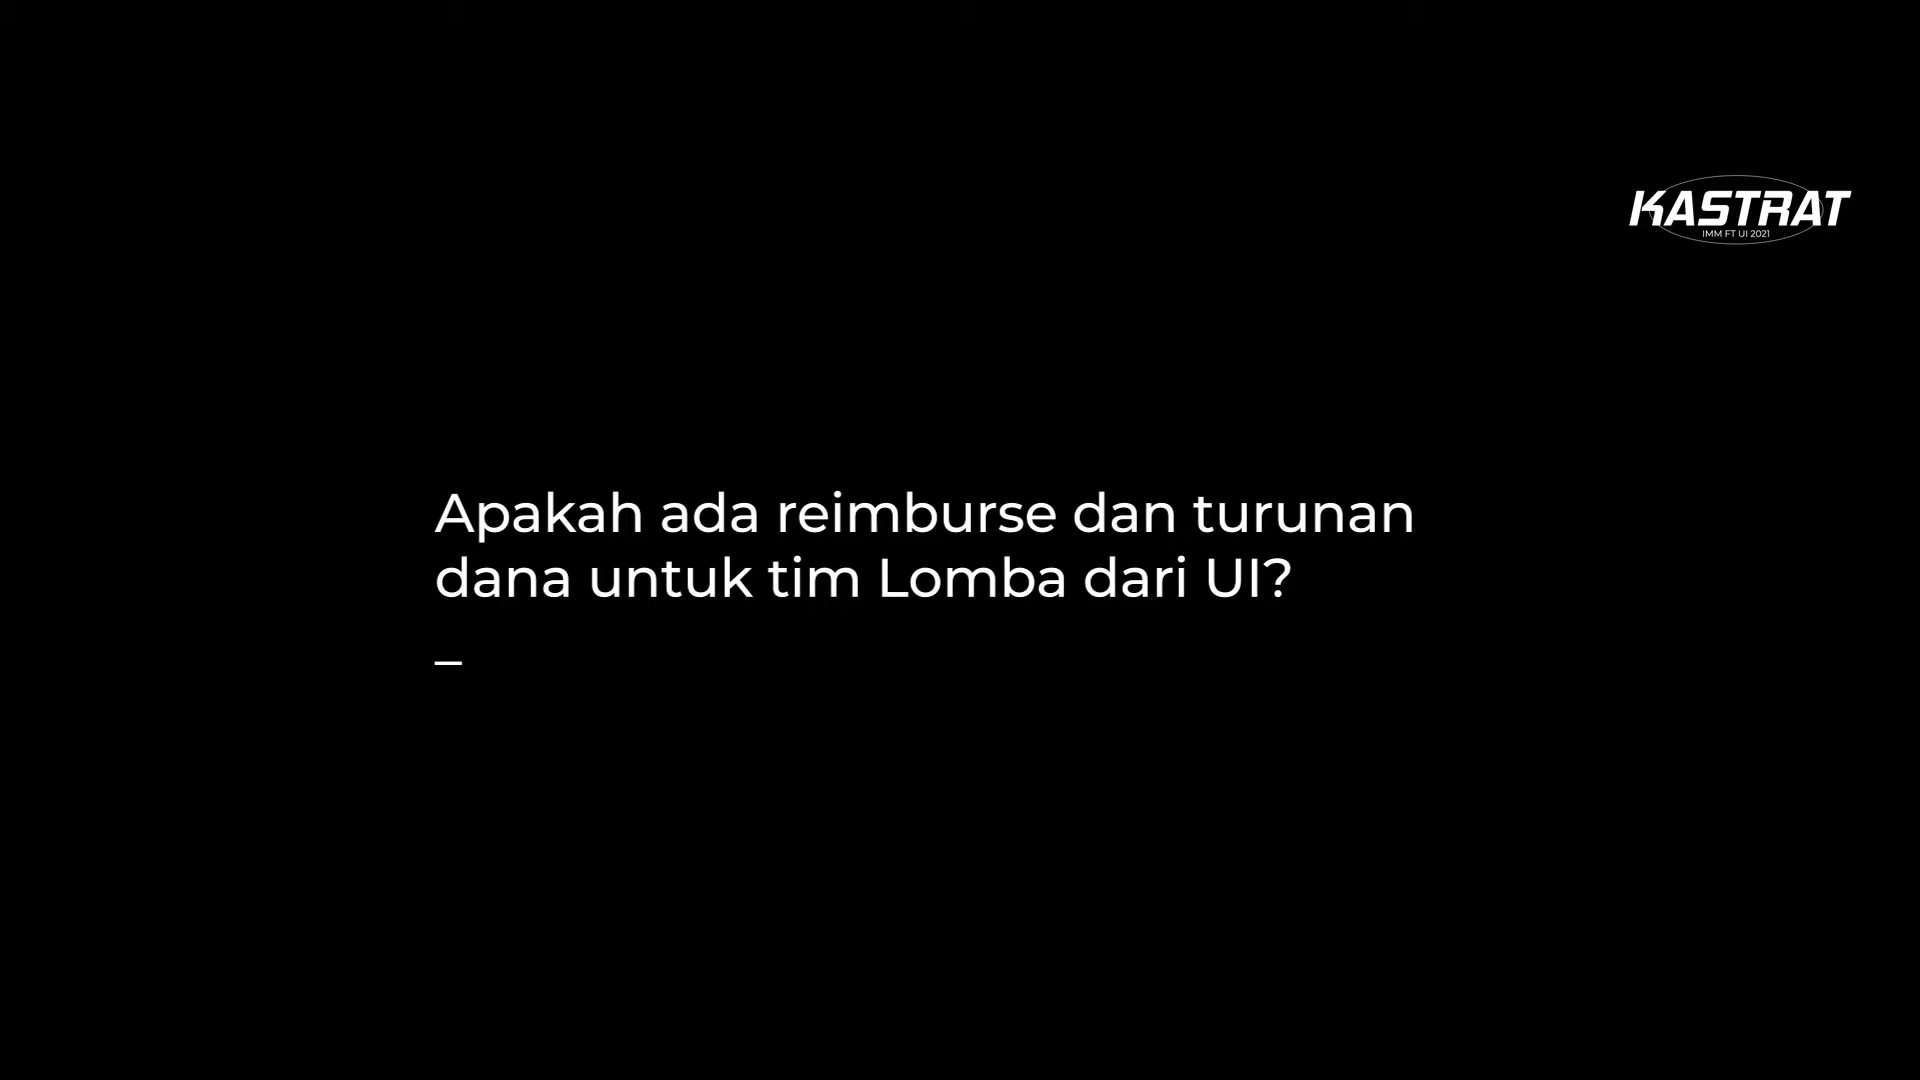 KASTRAT
IMM FT UI 2021
Apakah ada reimburse dan turunan
dana untuk tim Lomba dari UI?
–